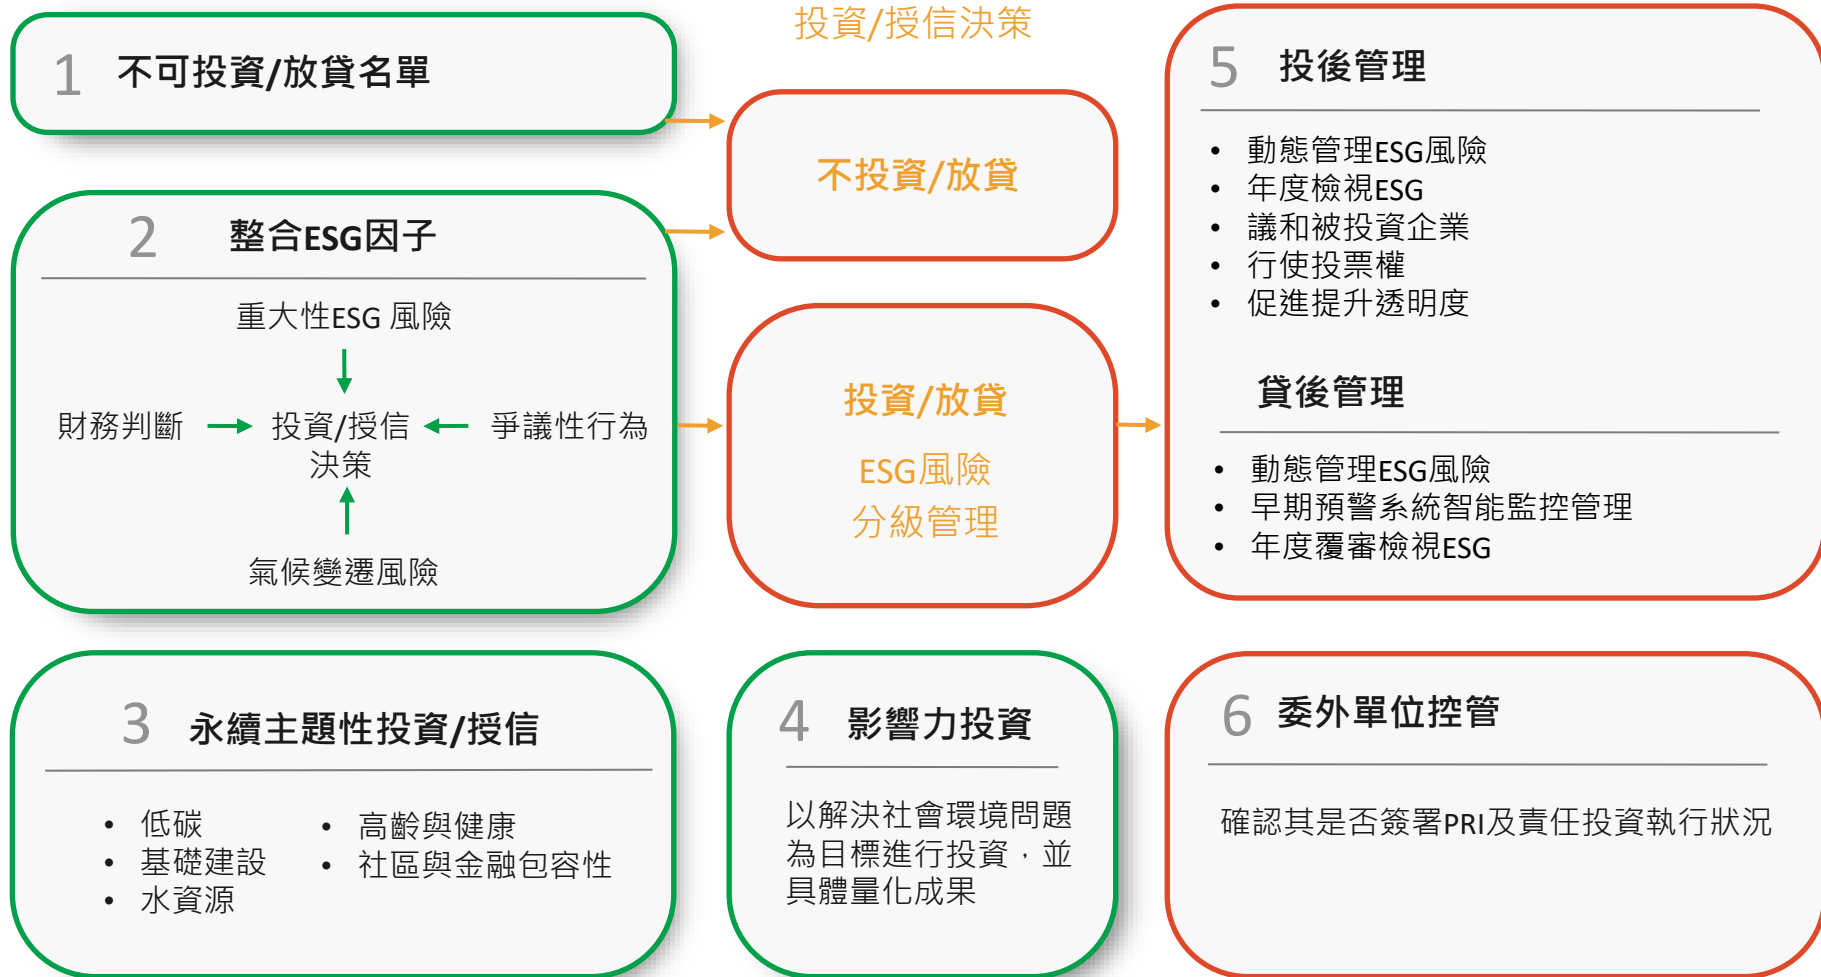 投資/授信決策
1 不可投資/放貸名單
不投資/放貸
2 整合ESG因子
重大性ESG 風險
財務判斷
投資/授信
決策
爭議性行為
氣候變遷風險
投資/放貸
ESG風險
分級管理
5 投後管理
• 動態管理ESG風險
• 年度檢視ESG
• 議和被投資企業
• 行使投票權
• 促進提升透明度
貸後管理
• 動態管理ESG風險
• 早期預警系統智能監控管理
• 年度覆審檢視ESG
3 永續主題性投資/授信
• 低碳
• 基礎建設
• 水資源
• 高齡與健康
• 社區與金融包容性
4 影響力投資
以解決社會環境問題
為目標進行投資，並
具體量化成果
6 委外單位控管
確認其是否簽署PRI及責任投資執行狀況